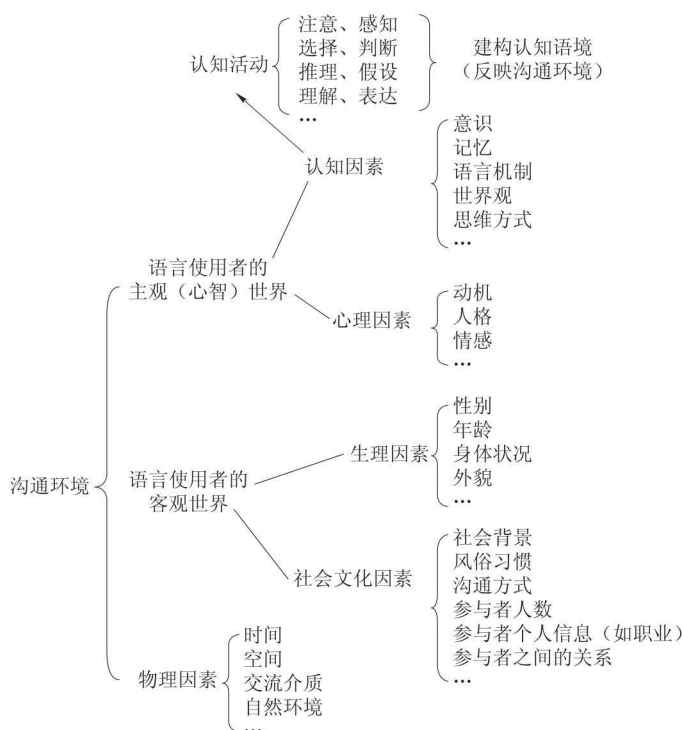 认知活动
注意、感知
选择、判断
推理、假设
理解、表达
…
建构认知语境
（反映沟通环境）
认知因素
意识
记忆
语言机制
世界观
思维方式
…
语言使用者的
主观（心智）世界
心理因素
动机
人格
情感
…
沟通环境
语言使用者的
客观世界
生理因素
性别
年龄
身体状况
外貌
…
社会文化因素
社会背景
风俗习惯
沟通方式
参与者人数
参与者个人信息（如职业）
参与者之间的关系
…
物理因素
时间
空间
交流介质
自然环境
…